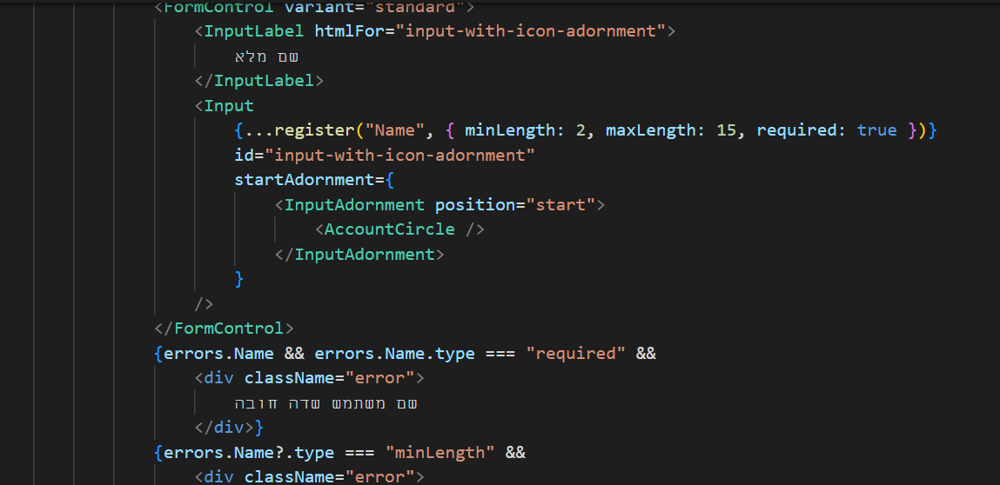 <FormControl variant="standard">
<InputLabel htmlFor="input-with-icon-adornment">
שם מלא
</InputLabel>
<Input
{...register("Name", { minLength: 2, maxLength: 15, required: true })}
id="input-with-icon-adornment"
startAdornment={
<InputAdornment position="start">
<AccountCircle />
</InputAdornment>
}
/>
</FormControl>
{errors.Name && errors.Name.type === "required" &&
<div className="error">
שם משתמש שדה חובה
</div>}
{errors.Name?.type === "minLength" &&
<div className="error">